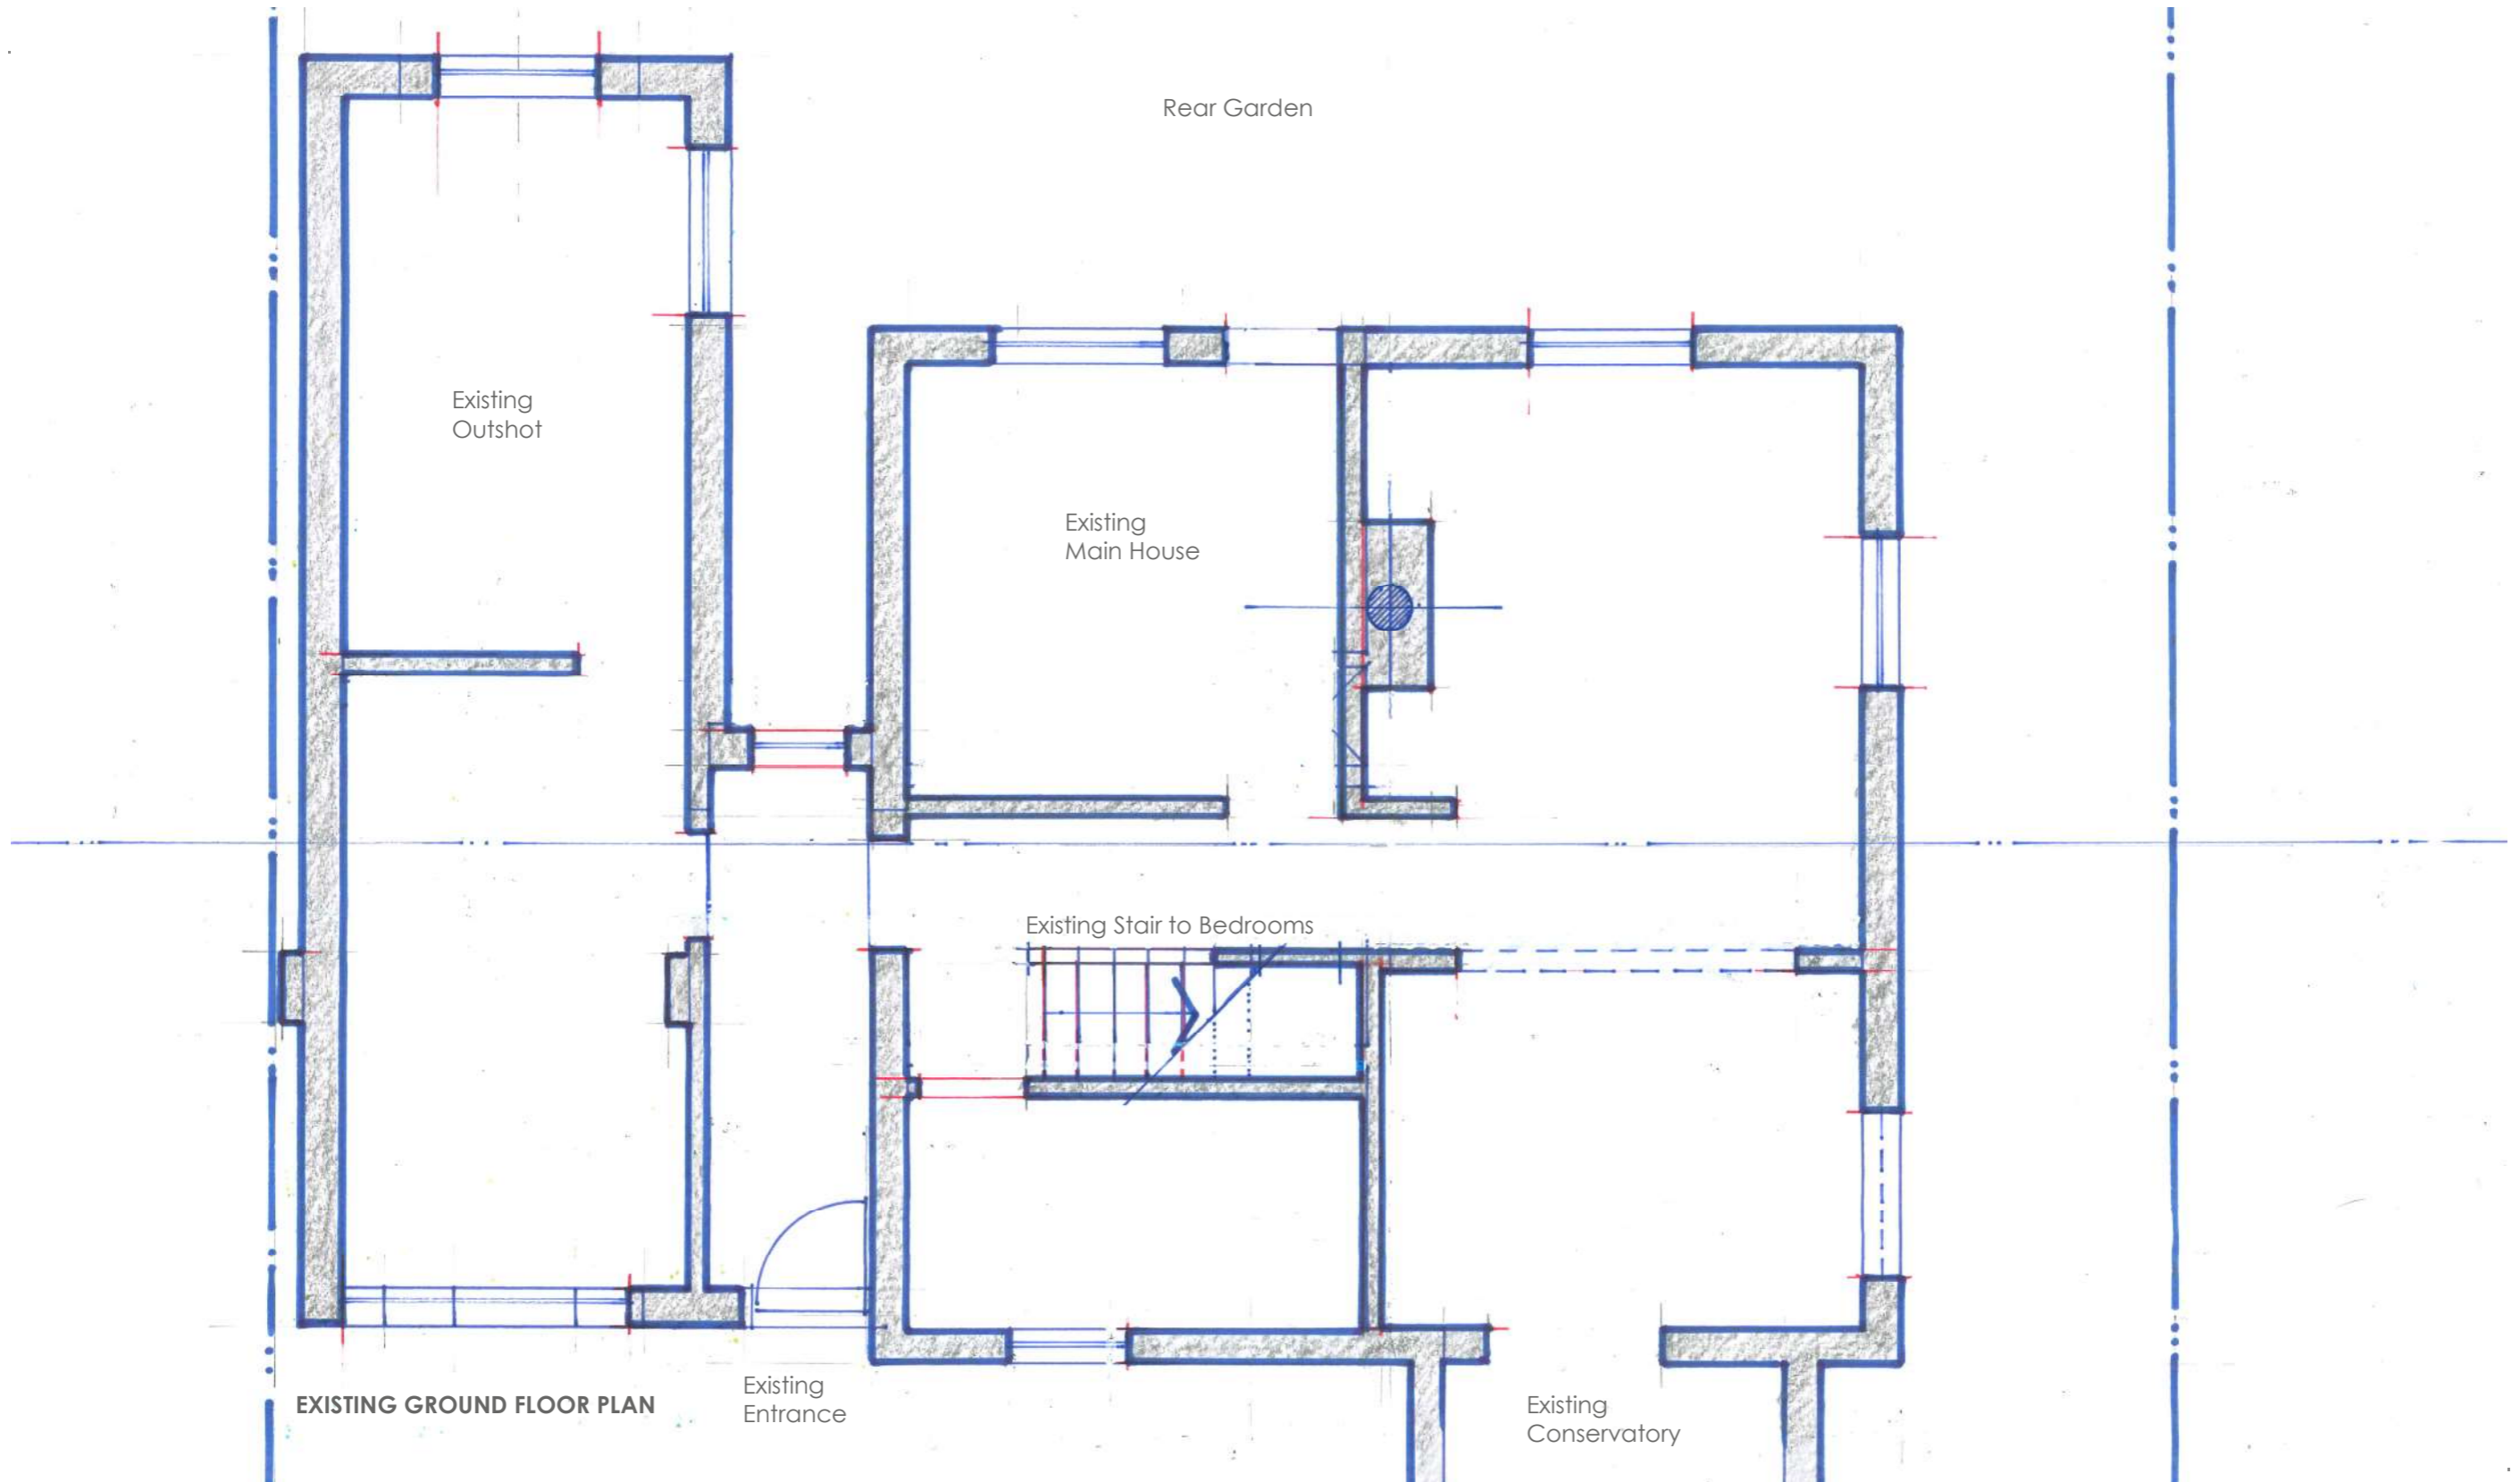 Rear Garden
Existing
Outshot
Existing
Main House
Existing Stair to Bedrooms
EXISTING GROUND FLOOR PLAN
Existing
Entrance
Existing
Conservatory